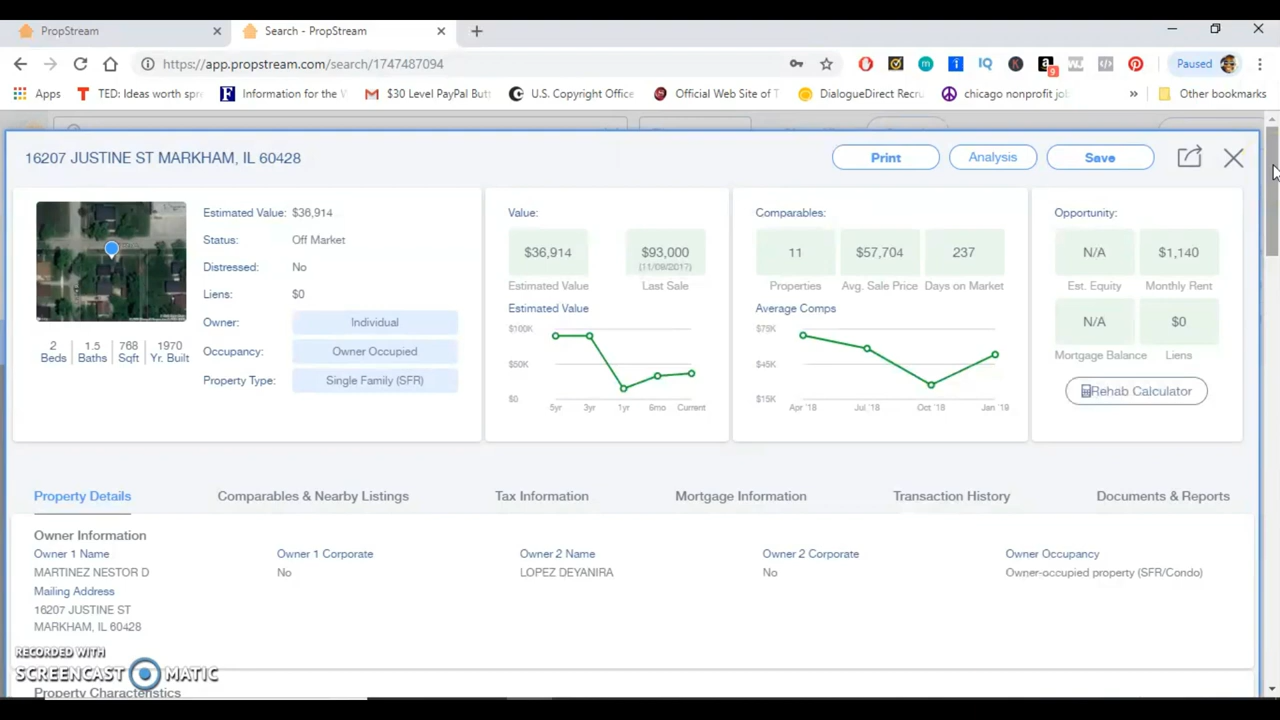 PropStream
Search - PropStream
https://app.propstream.com/search/1747487094
Paused
Apps
TED: Ideas worth spre
Information for the
$30 Level PayPal Butt
U.S. Copyright Office
Official Web Site of T
DialogueDirect Recru
chicago nonprofit job
»
Other bookmarks
16207 JUSTINE ST MARKHAM, IL 60428
Print
Analysis
Save
Estimated Value: $36,914
Status: Off Market
Distressed: No
Liens: $0
Owner: Individual
Occupancy: Owner Occupied
Property Type: Single Family (SFR)
2 1.5 768 1970
Beds Baths Sqft Yr. Built
Value:
$36,914
Estimated Value
$93,000
(11/09/2017)
Last Sale
Estimated Value
$100K
$50K
$0
5yr 3yr 1yr 6mo Current
Comparables:
11
Properties
$57,704
Avg. Sale Price
237
Days on Market
Average Comps
$75K
$45K
$15K
Apr '18 Jul '18 Oct '18 Jan '19
Opportunity:
N/A
Est. Equity
$1,140
Monthly Rent
N/A
Mortgage Balance
$0
Liens
Rehab Calculator
Property Details
Comparables & Nearby Listings
Tax Information
Mortgage Information
Transaction History
Documents & Reports
Owner Information
Owner 1 Name
MARTINEZ NESTOR D
Owner 1 Corporate
No
Owner 2 Name
LOPEZ DEYANIRA
Owner 2 Corporate
No
Owner Occupancy
Owner-occupied property (SFR/Condo)
Mailing Address
16207 JUSTINE ST
MARKHAM, IL 60428
RECORDED WITH
SCREENCAST MATIC
Property Characteristics